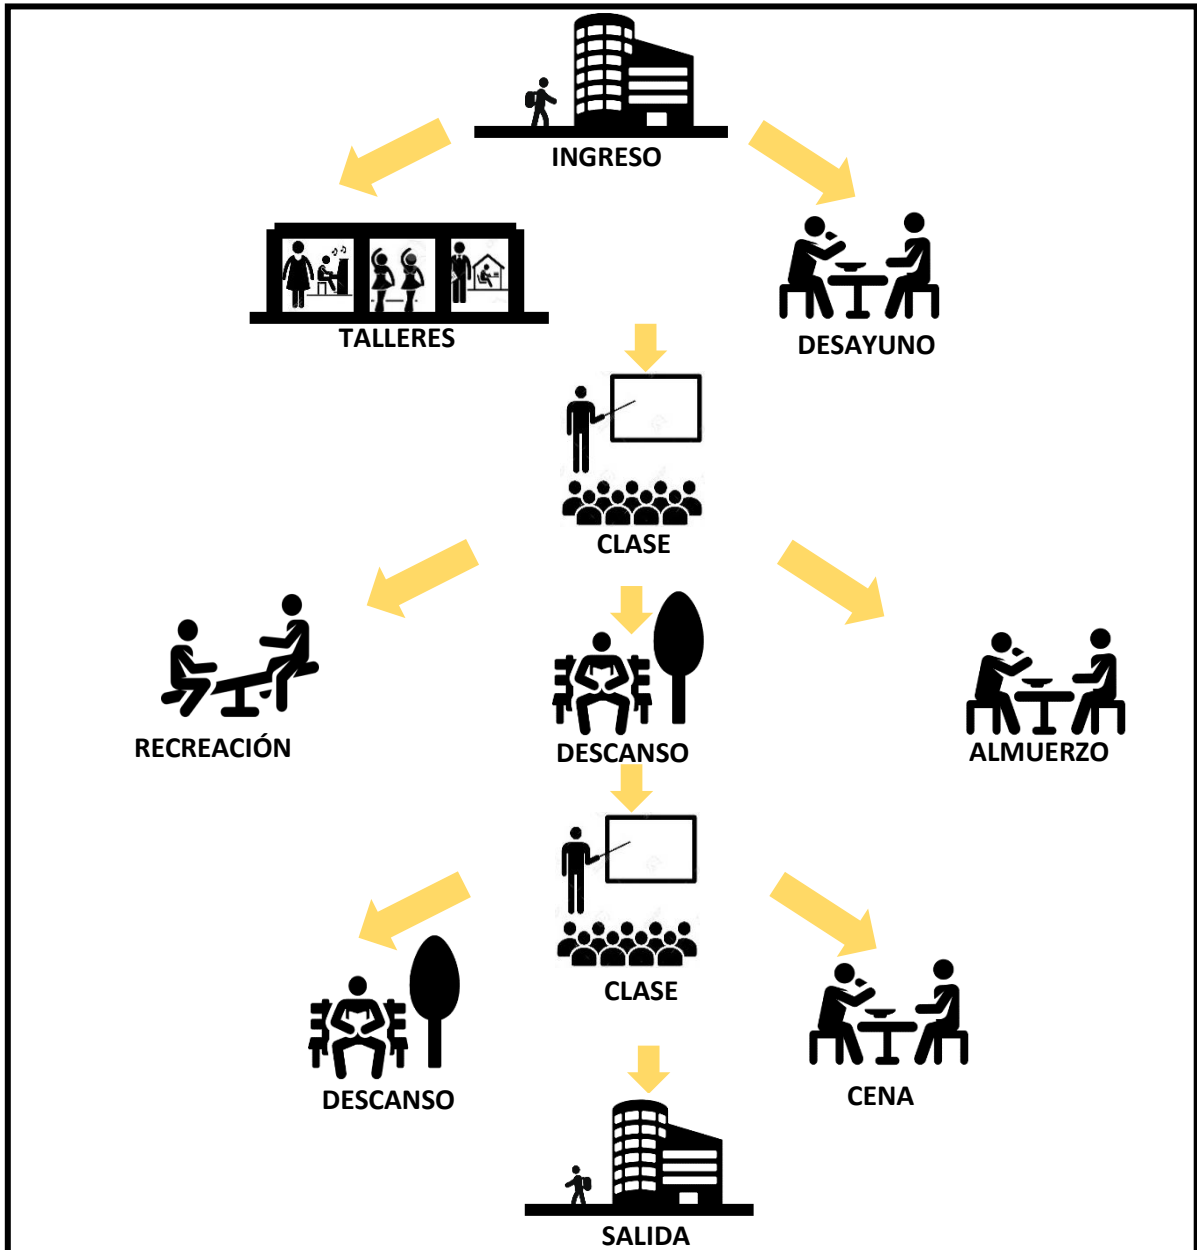 INGRESO
TALLERES
DESAYUNO
CLASE
RECREACIÓN
DESCANSO
ALMUERZO
CLASE
DESCANSO
CENA
SALIDA